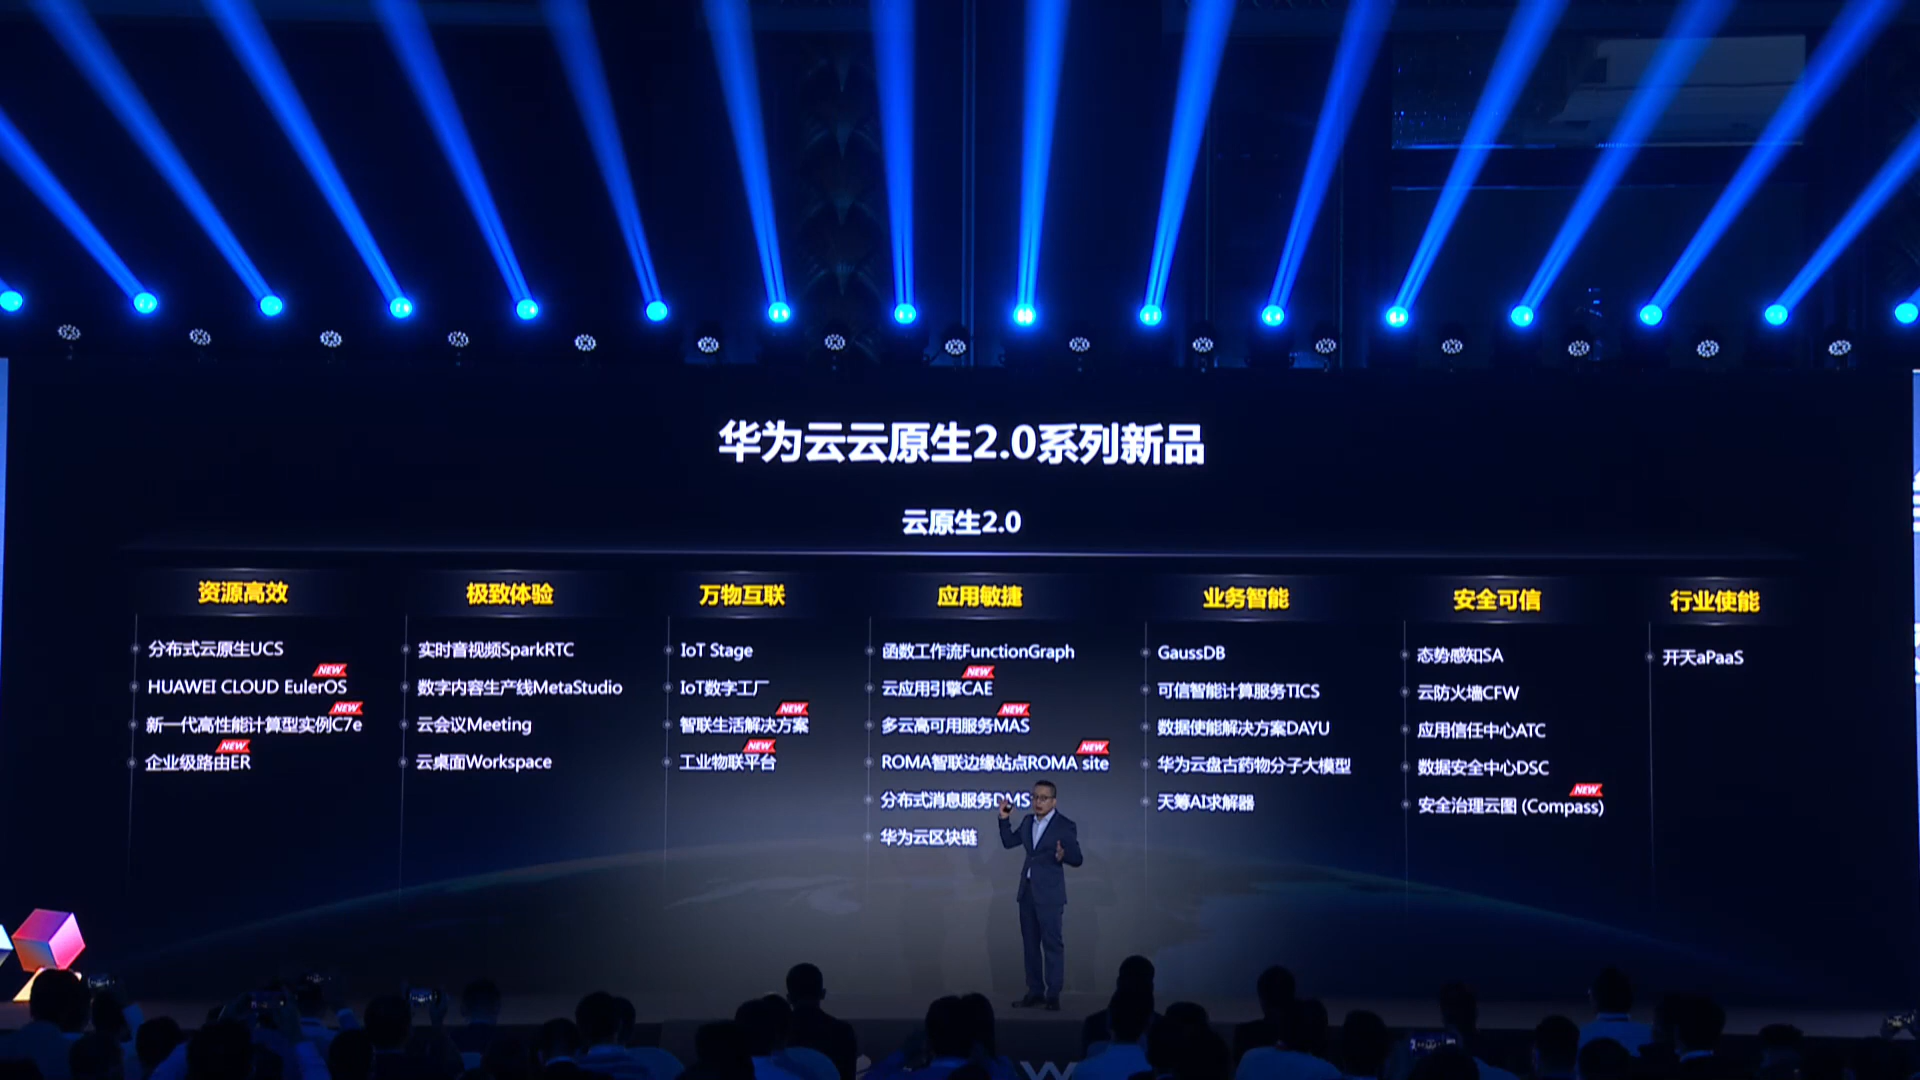 华为云云原生2.0系列新品
云原生2.0
资源高效
分布式云原生UCS
NEW
HUAWEI CLOUD EulerOS
NEW
新一代高性能计算型实例C7e
NEW
企业级路由ER
极致体验
实时音视频SparkRTC
数字内容生产线MetaStudio
云会议Meeting
云桌面Workspace
万物互联
IoT Stage
IoT数字工厂
NEW
智联生活解决方案
NEW
工业物联平台
应用敏捷
函数工作流FunctionGraph
NEW
云应用引擎CAE
NEW
多云高可用服务MAS
NEW
ROMA智联边缘站点ROMA site
分布式消息服务DMS
华为云区块链
业务智能
GaussDB
可信智能计算服务TICS
数据使能解决方案DAYU
华为云盘古药物分子大模型
天筹AI求解器
安全可信
态势感知SA
云防火墙CFW
应用信任中心ATC
数据安全中心DSC
NEW
安全治理云图 (Compass)
行业使能
开天aPaaS